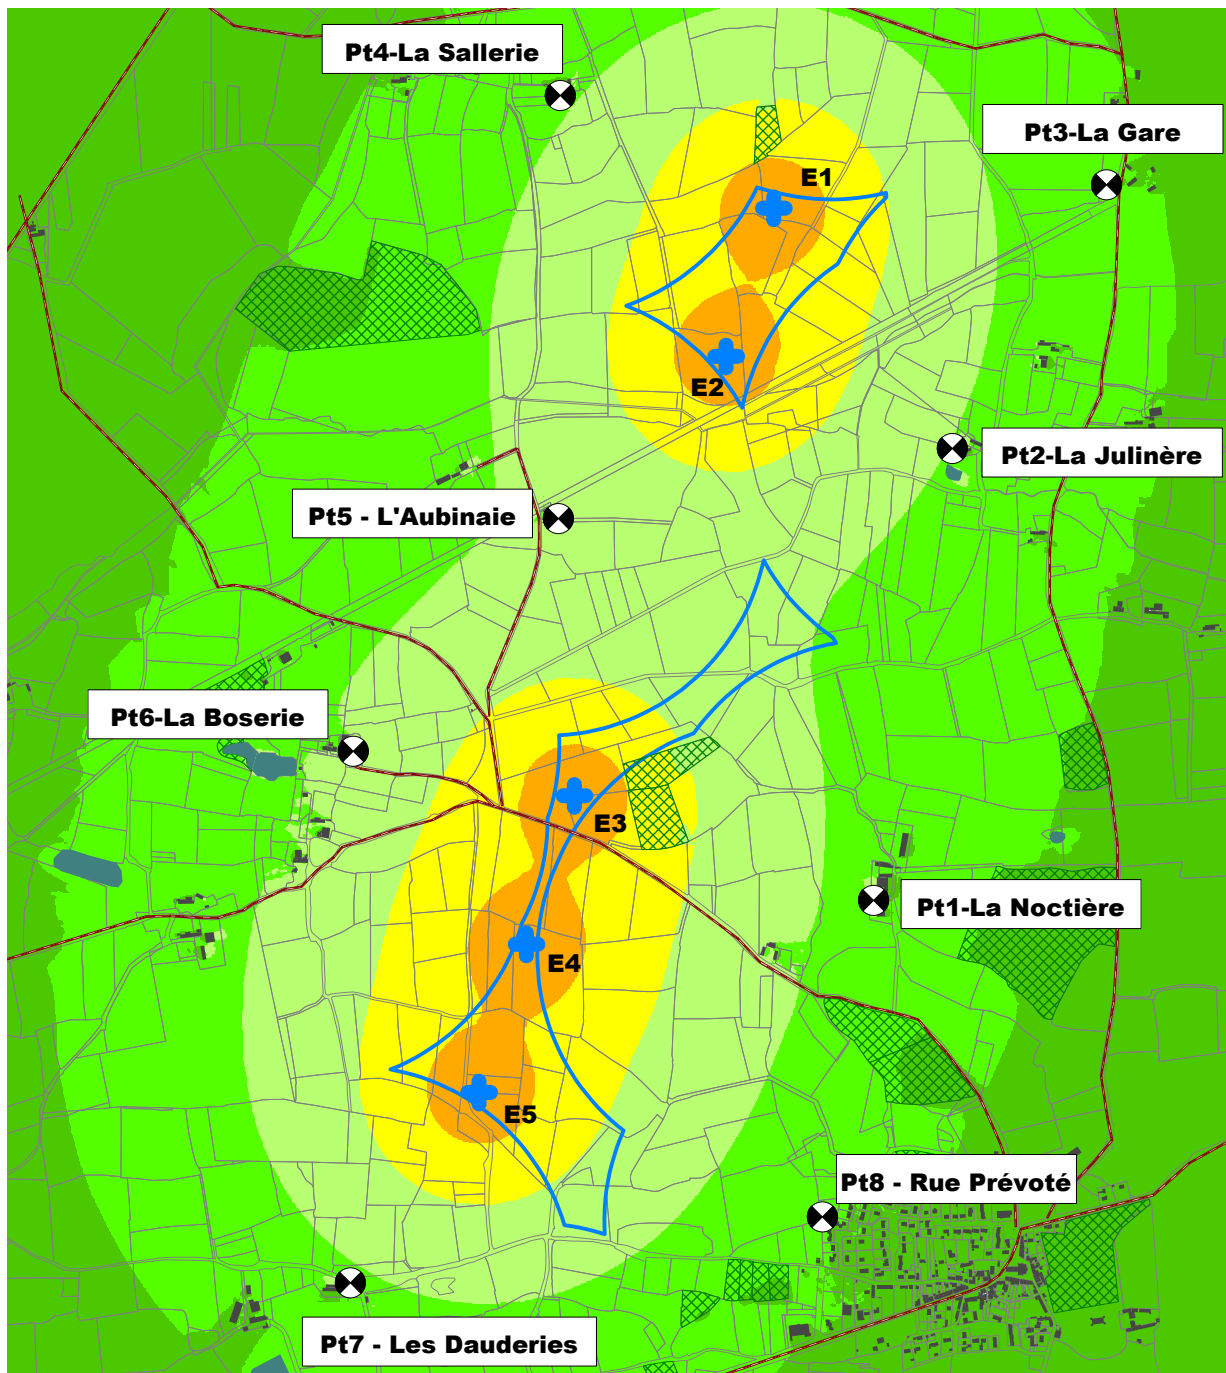 Pt4-La Sallerie
Pt3-La Gare
E1
E2
Pt2-La Julinère
Pt5 - L'Aubinaie
Pt6-La Boserie
E3
Pt1-La Noctière
E4
E5
Pt8 - Rue Prévoté
Pt7 - Les Dauderies